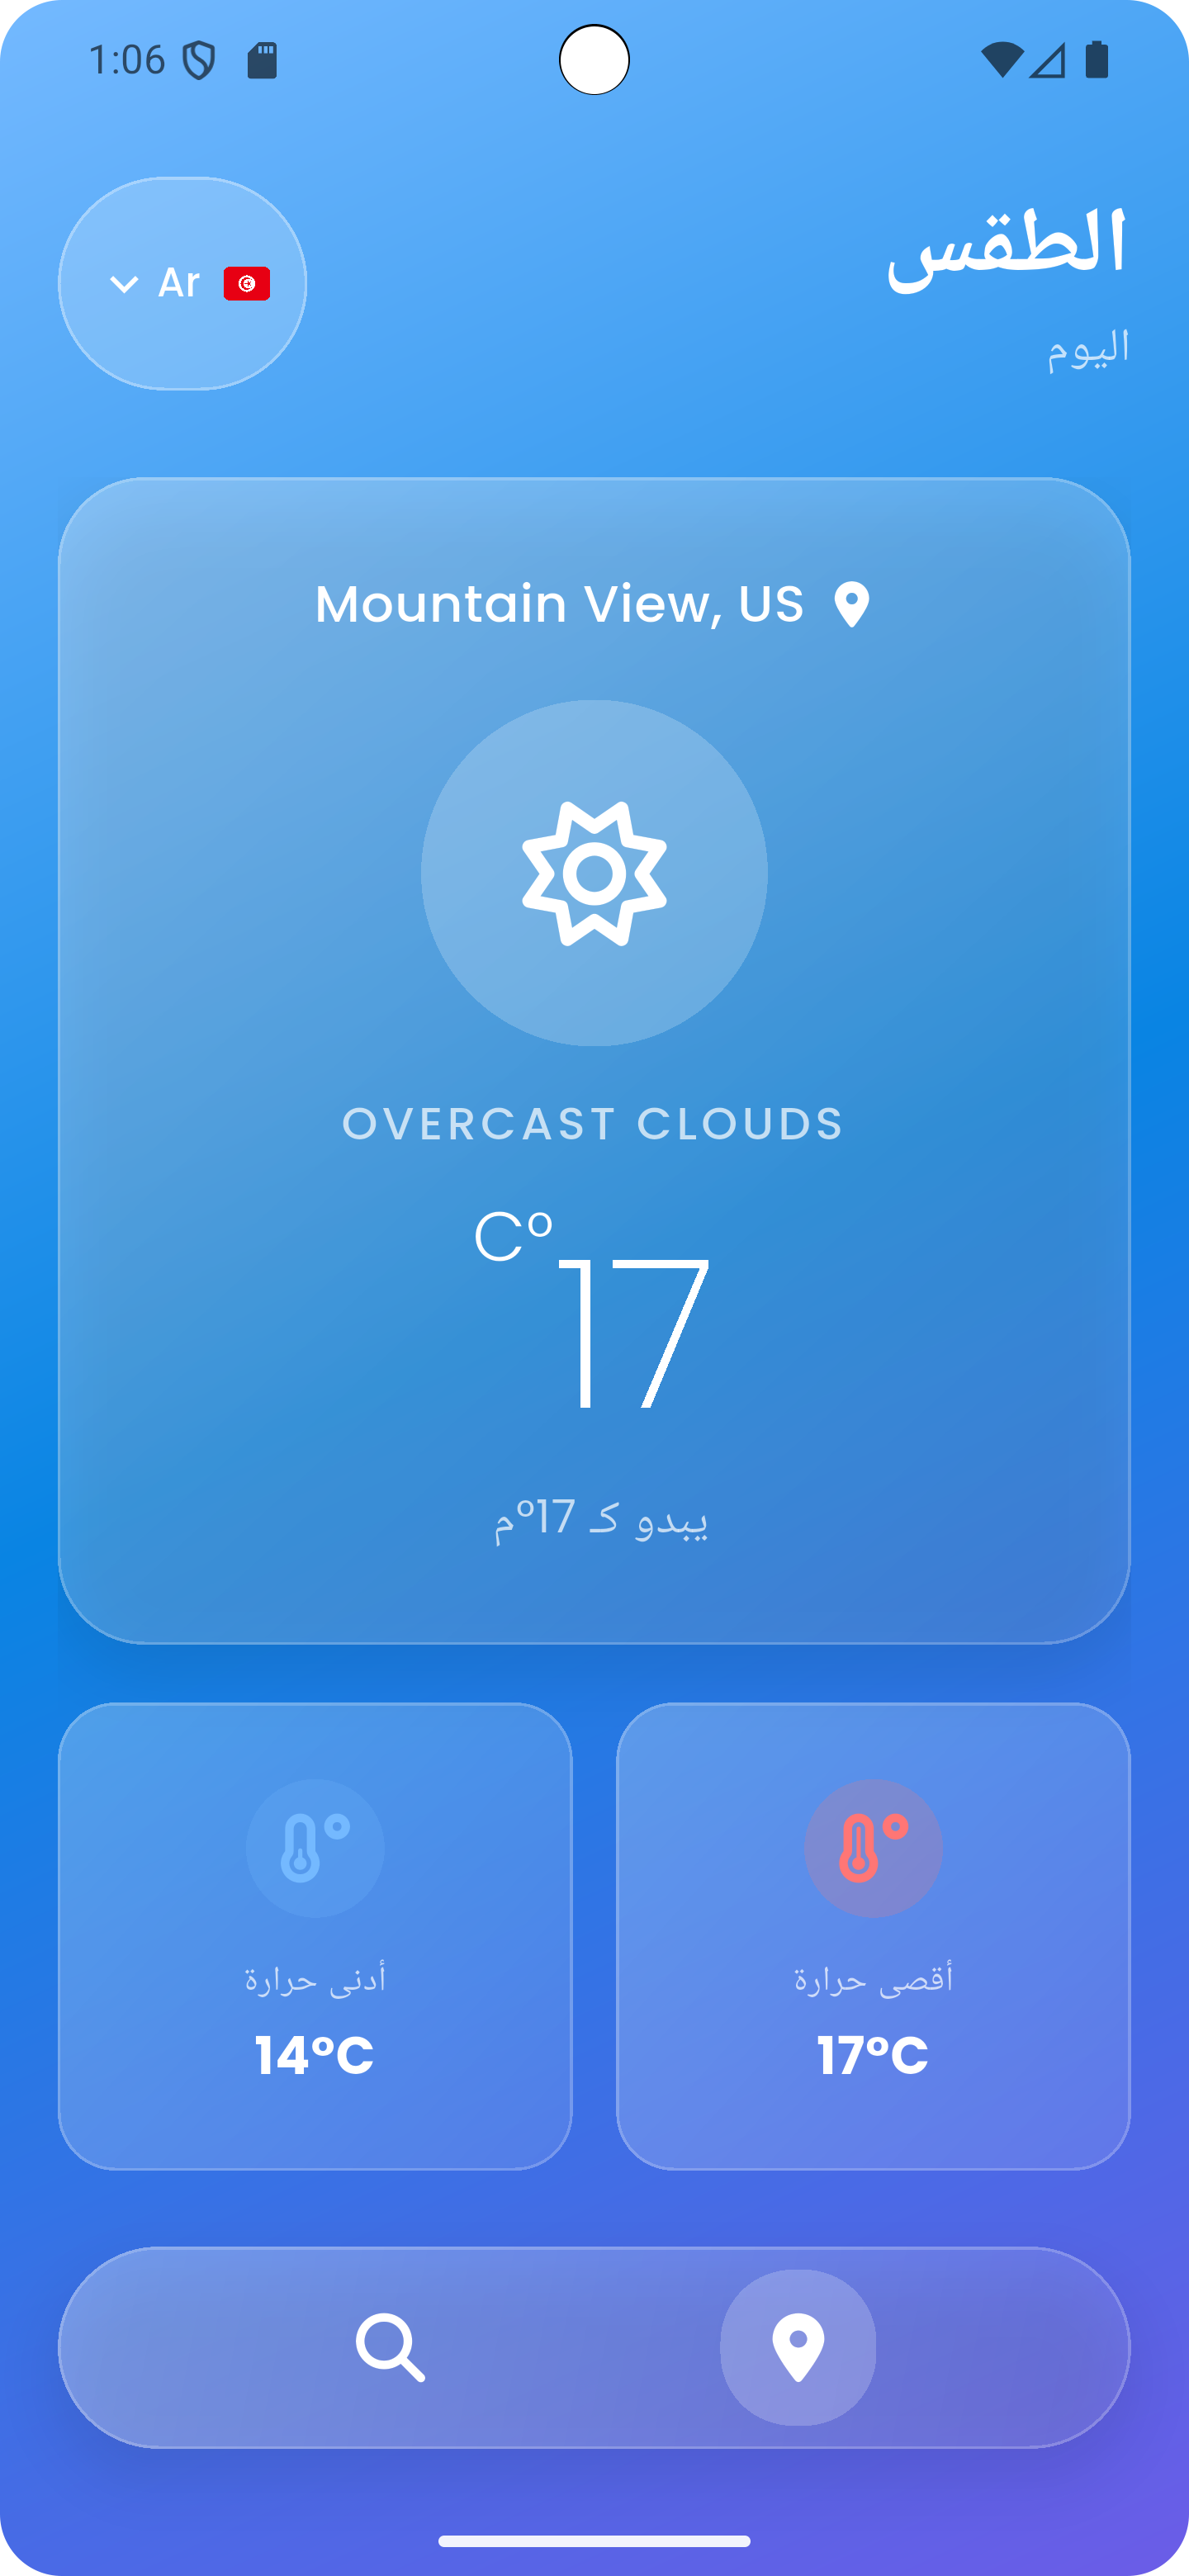 1:06
الطقس
اليوم
Ar
Mountain View, US
OVERCAST CLOUDS
17
C°
يبدو كـ 17°م
أقصى حرارة
17°C
أدنى حرارة
14°C